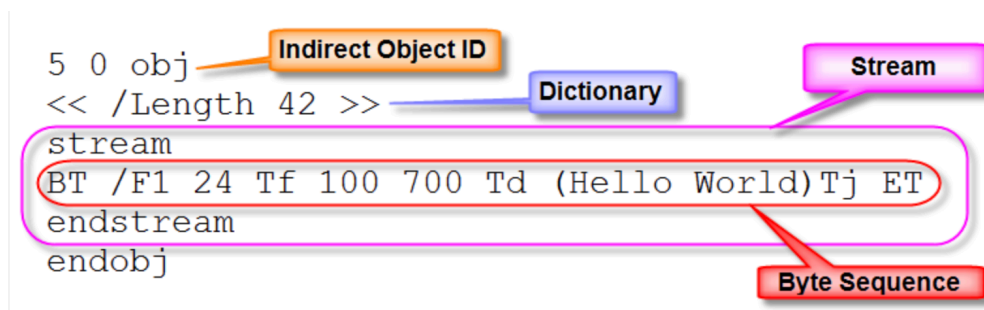 5 0 obj
Indirect Object ID
Stream
<< /Length 42 >>
Dictionary
stream
BT /F1 24 Tf 100 700 Td (Hello World)Tj ET
endstream
endobj
Byte Sequence